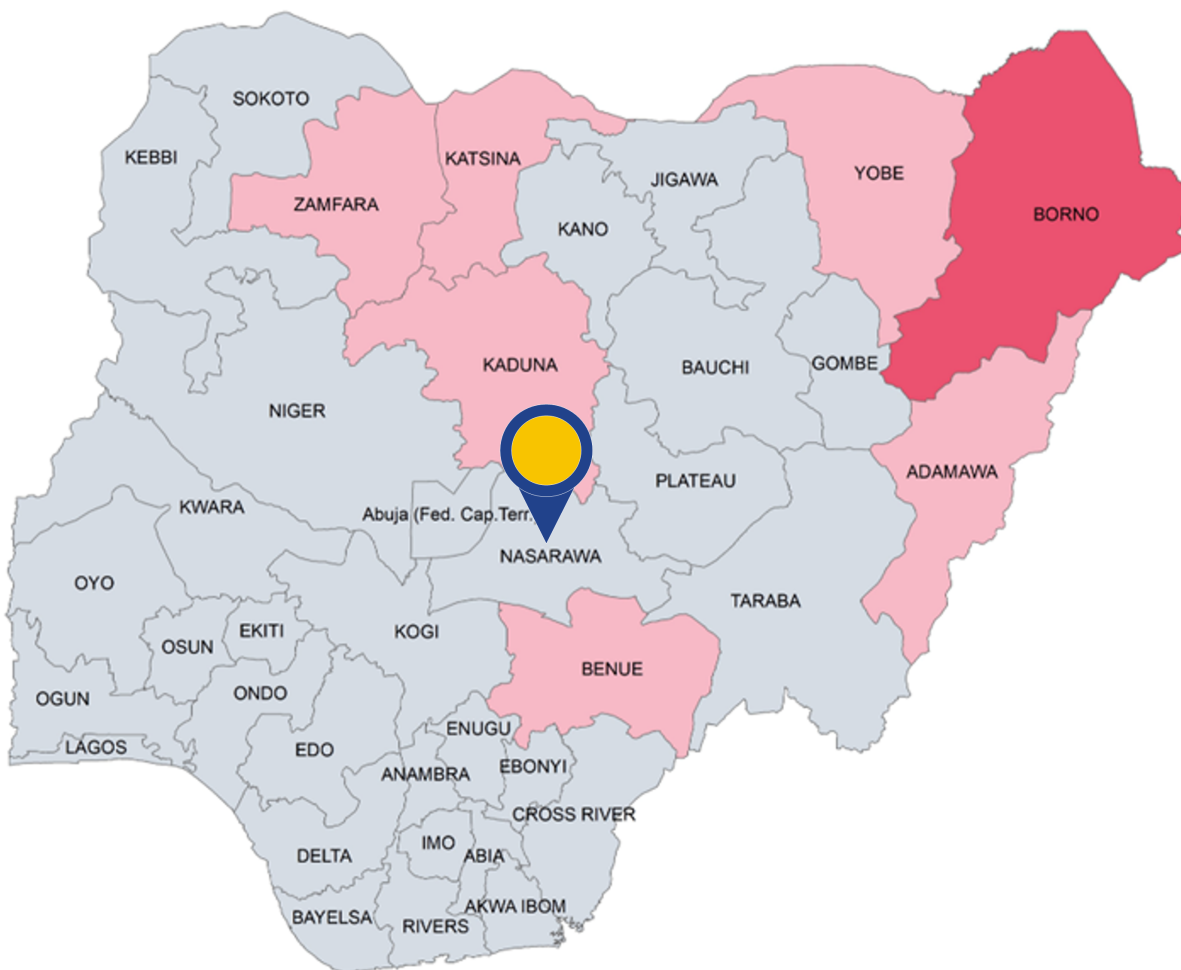 SOKOTO
KEBBI
KATSINA
ZAMFARA
JIGAWA
YOBE
KANO
BORNO
KADUNA
BAUCHI
GOMBE
NIGER
ADAMAWA
PLATEAU
KWARA
Abuja (Fed. Cap.Terr.)
NASARAWA
OYO
TARABA
EKITI
KOGI
OSUN
BENUE
OGUN
ONDO
ENUGU
LAGOS
EDO
EBONYI
ANAMBRA
CROSS RIVER
IMO
DELTA
ABIA
AKWA IBOM
BAYELSA
RIVERS